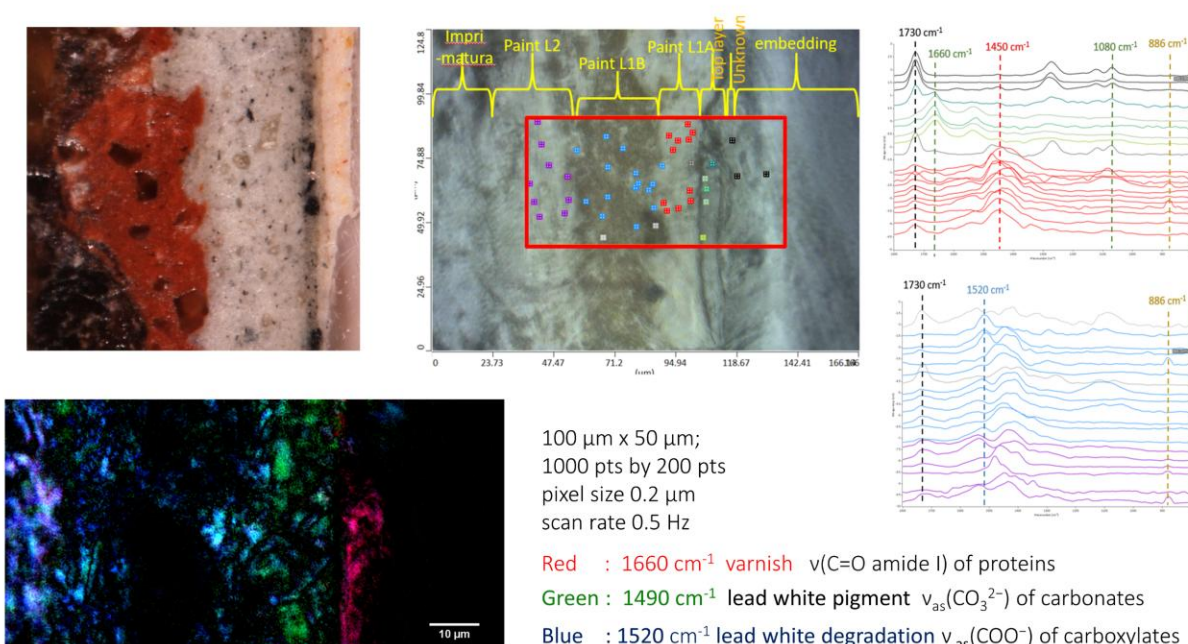 Impri
-matura
Paint L2
Paint L1B
Paint L1A
Top layer
Unknown
embedding
124.8
99.84
74.88
49.92
24.96
0
0
23.73
47.47
71.2
94.94
118.67
142.41
(µm)
1730 cm-1
1660 cm-1
1450 cm-1
1080 cm-1
886 cm-1
1730 cm-1
1520 cm-1
886 cm-1
10 µm
100 µm x 50 µm;
1000 pts by 200 pts
pixel size 0.2 µm
scan rate 0.5 Hz
Red : 1660 cm-1 varnish ν(C=O amide I) of proteins
Green : 1490 cm-1 lead white pigment νas(CO32−) of carbonates
Blue : 1520 cm-1 lead white degradation νas(COO−) of carboxylates